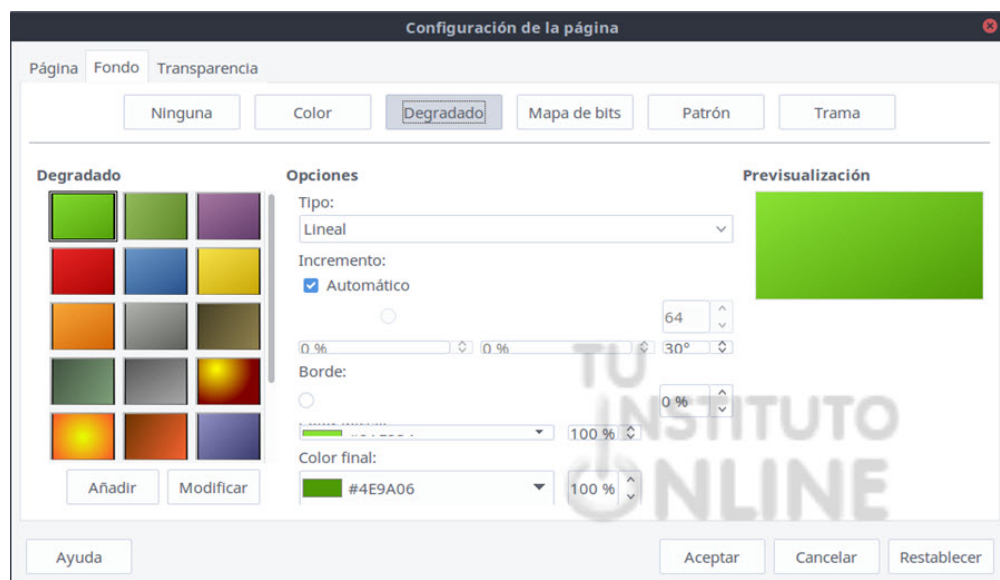 Configuración de la página
Página Fondo Transparencia
Ninguna Color Degradado Mapa de bits Patrón Trama
Degradado
Opciones
Previsualización
Tipo:
Lineal
Incremento:
Automático
64
0 % 0 % 30°
Borde:
0 %
100 %
Color final:
#4E9A06 100 %
Añadir Modificar
TU
INSTITUTO
ONLINE
Ayuda Aceptar Cancelar Restablecer